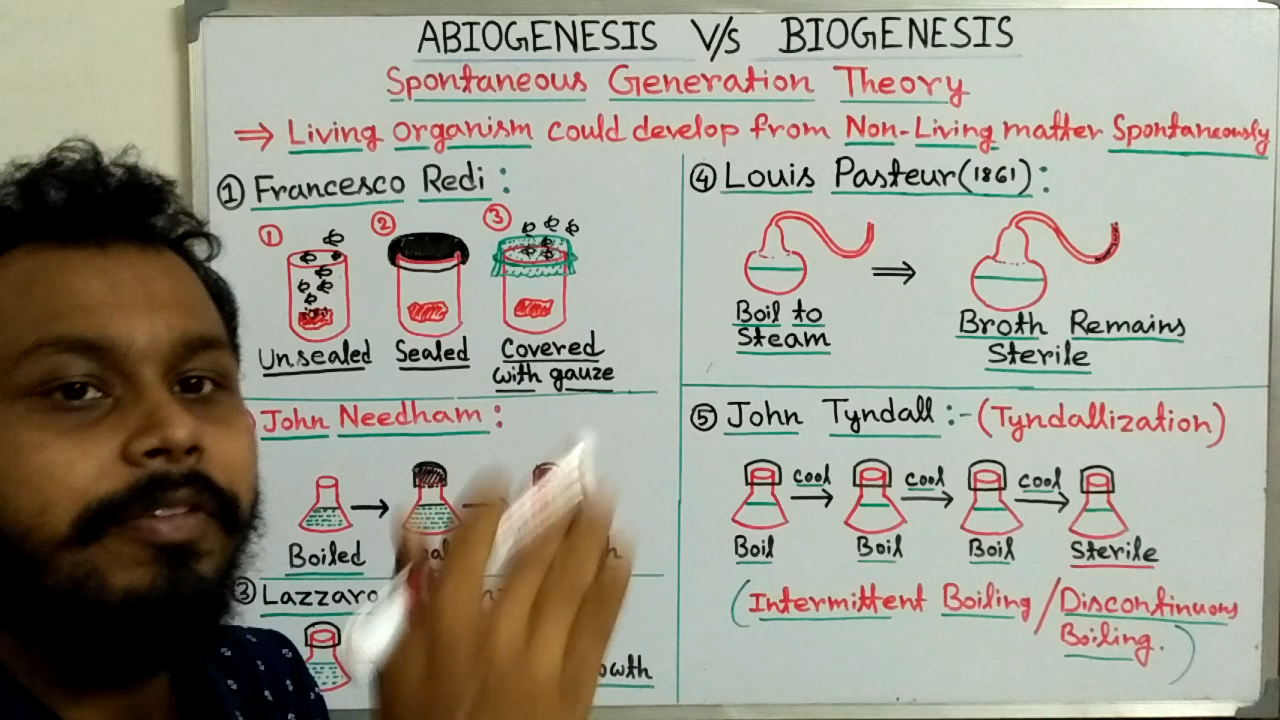 ABIOGENESIS V/s BIOGENESIS
Spontaneous Generation Theory
⇒ Living organism could develop from Non-Living matter Spontaneously
① Francesco Redi :
① ② ③
Unsealed Sealed Covered with gauze
John Needham :
Boiled
③ Lazzaro
④ Louis Pasteur (1861) :
Boil to
Steam
⇒
Broth Remains
Sterile
⑤ John Tyndall :- (Tyndallization)
cool cool cool
Boil Boil Boil Sterile
(Intermittent Boiling / Discontinuous
Boiling.)